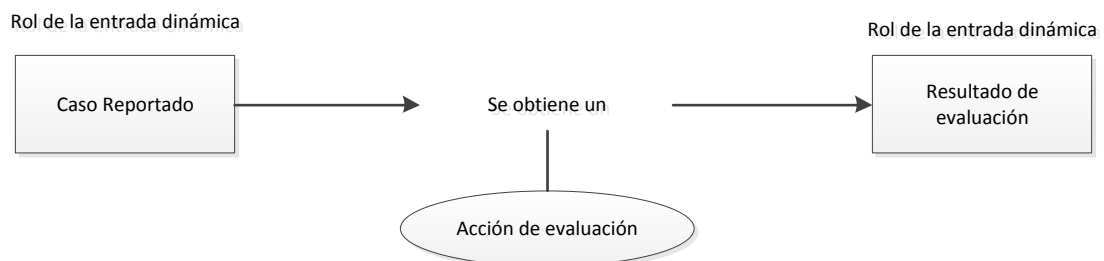 Rol de la entrada dinámica
Rol de la entrada dinámica
Caso Reportado
Se obtiene un
Resultado de
evaluación
Acción de evaluación